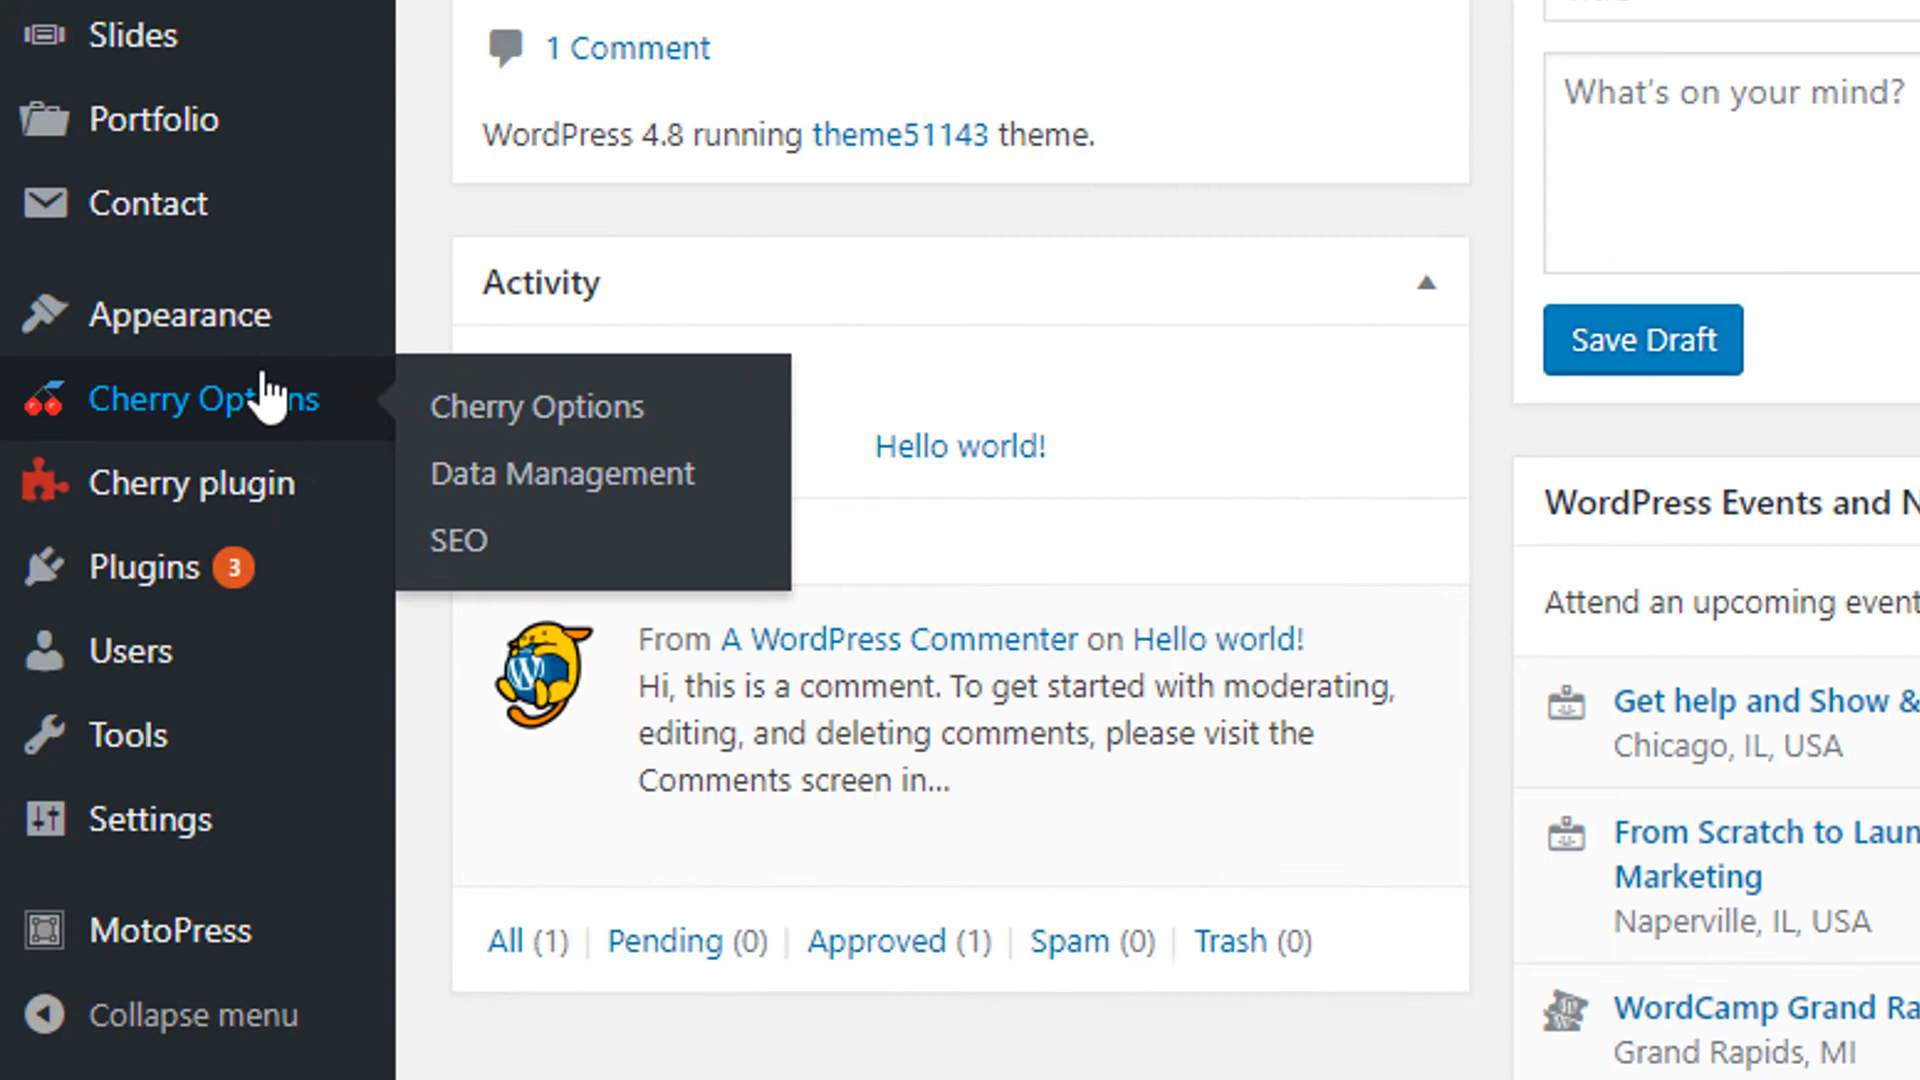 Slides
Portfolio
Contact
Appearance
Cherry Options
Cherry plugin
Plugins 3
Users
Tools
Settings
MotoPress
Collapse menu
Cherry Options
Data Management
SEO
1 Comment
WordPress 4.8 running theme51143 theme.
Activity
Hello world!
From A WordPress Commenter on Hello world!
Hi, this is a comment. To get started with moderating,
editing, and deleting comments, please visit the
Comments screen in...
All (1) | Pending (0) | Approved (1) | Spam (0) | Trash (0)
What's on your mind?
Save Draft
WordPress Events and N
Attend an upcoming event
Get help and Show &
Chicago, IL, USA
From Scratch to Laun
Marketing
Naperville, IL, USA
WordCamp Grand Ra
Grand Rapids, MI